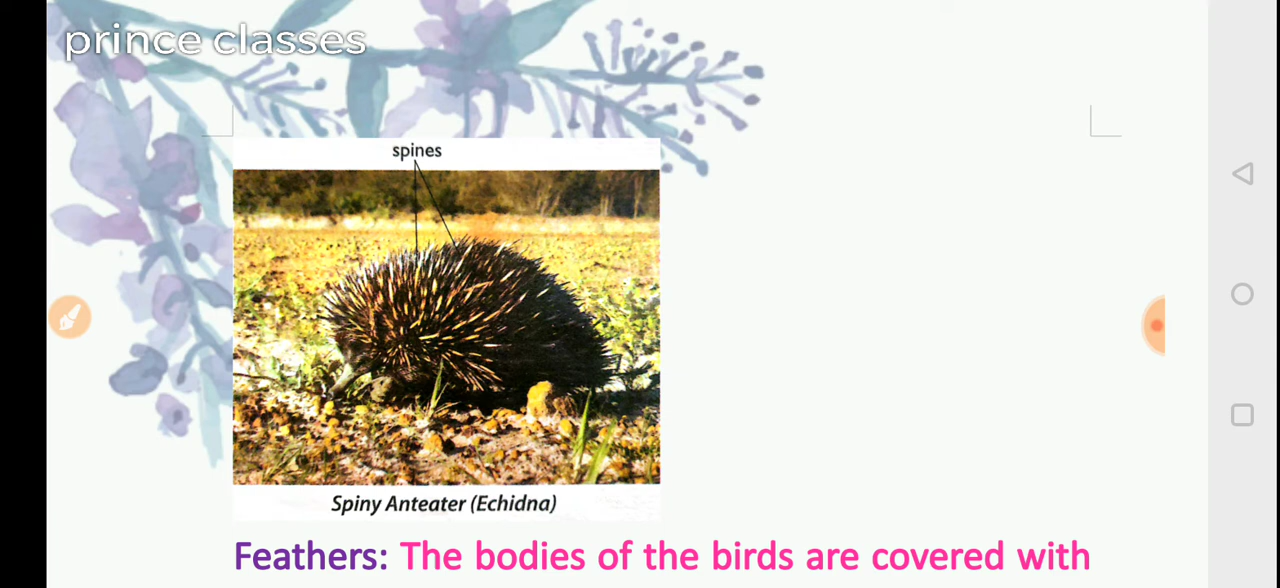 prince classes
spines
Spiny Anteater (Echidna)
Feathers: The bodies of the birds are covered with